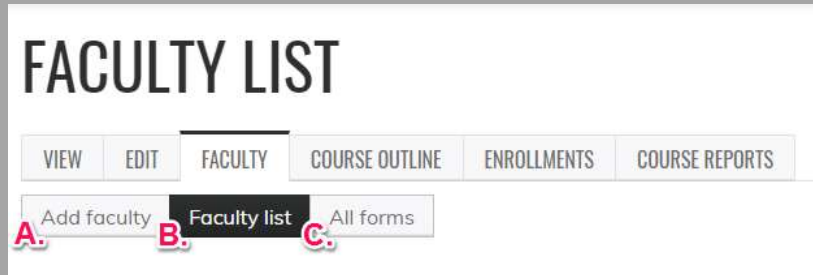 FACULTY LIST
VIEW EDIT FACULTY COURSE OUTLINE ENROLLMENTS COURSE REPORTS
Add faculty Faculty list All forms
A. B. C.